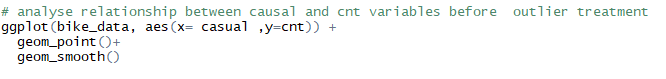 # analyse relationship between causal and cnt variables before  outlier treatment
ggplot(bike_data, aes(x= casual ,y=cnt)) +
  geom_point()+
  geom_smooth()